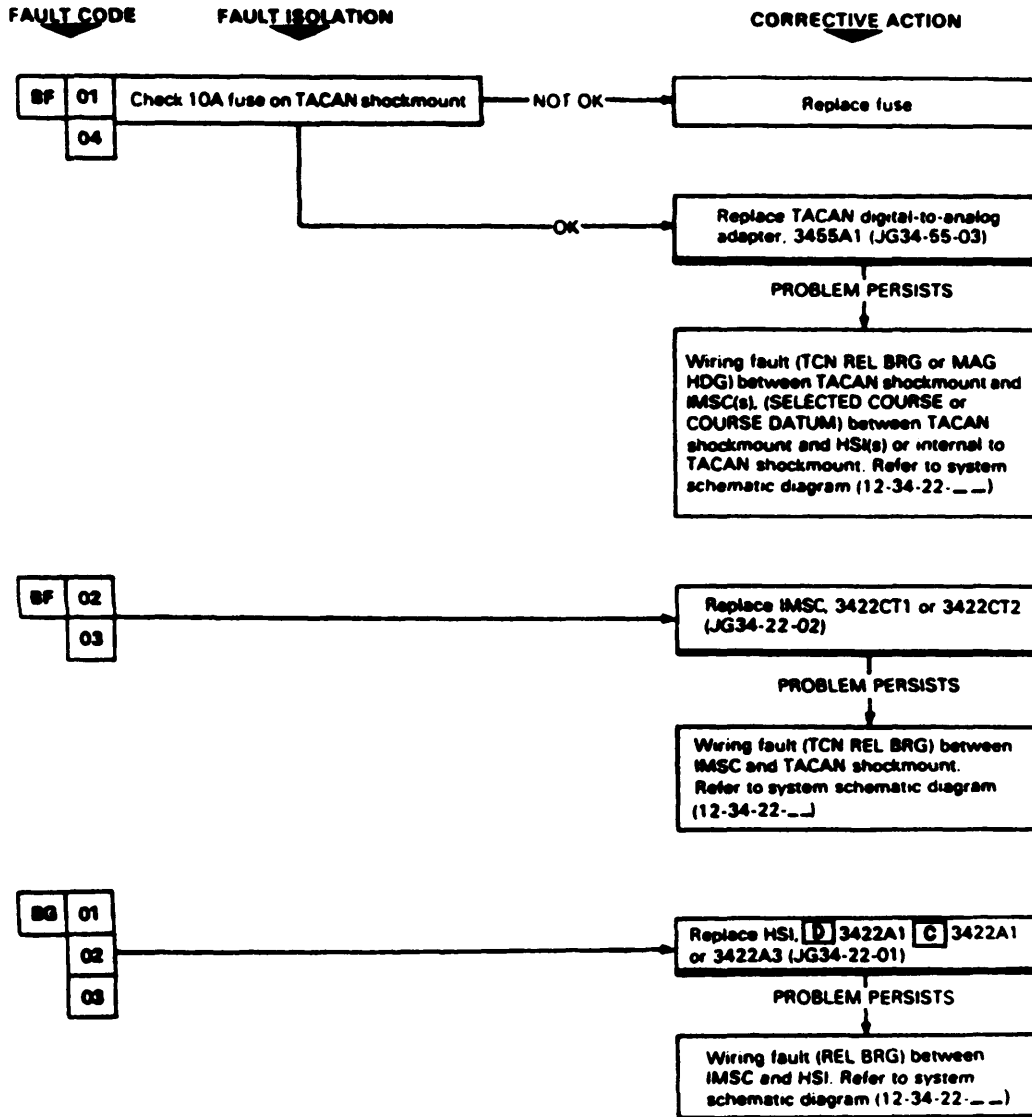 FAULT CODE FAULT ISOLATION CORRECTIVE ACTION
BF 01 Check 10A fuse on TACAN shockmount NOT OK Replace fuse
04
OK Replace TACAN digital-to-analog
adapter, 3455A1 (JG34-55-03)
PROBLEM PERSISTS
Wiring fault (TCN REL BRG or MAG
HDG) between TACAN shockmount and
IMSC(s), (SELECTED COURSE or
COURSE DATUM) between TACAN
shockmount and HSI(s) or internal to
TACAN shockmount. Refer to system
schematic diagram (12-34-22-__)
BF 02 Replace IMSC, 3422CT1 or 3422CT2
03 (JG34-22-02)
PROBLEM PERSISTS
Wiring fault (TCN REL BRG) between
IMSC and TACAN shockmount.
Refer to system schematic diagram
(12-34-22-__)
BG 01
02 Replace HSI, D 3422A1 C 3422A1
03 or 3422A3 (JG34-22-01)
PROBLEM PERSISTS
Wiring fault (REL BRG) between
IMSC and HSI. Refer to system
schematic diagram (12-34-22-__)